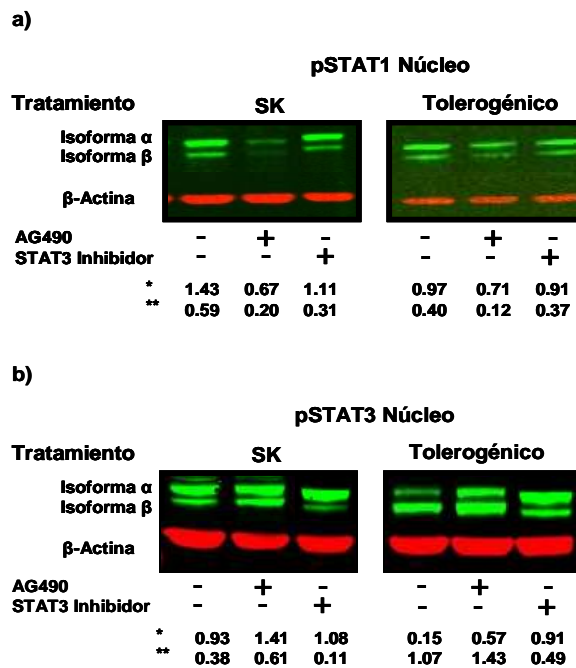 a)
pSTAT1 Núcleo
Tratamiento SK Tolerogénico
Isoforma α
Isoforma β
β-Actina
AG490 - + - - + -
STAT3 Inhibidor - - + - - +
* 1.43 0.67 1.11 0.97 0.71 0.91
** 0.59 0.20 0.31 0.40 0.12 0.37
b)
pSTAT3 Núcleo
Tratamiento SK Tolerogénico
Isoforma α
Isoforma β
β-Actina
AG490 - + - - + -
STAT3 Inhibidor - - + - - +
* 0.93 1.41 1.08 0.15 0.57 0.91
** 0.38 0.61 0.11 1.07 1.43 0.49